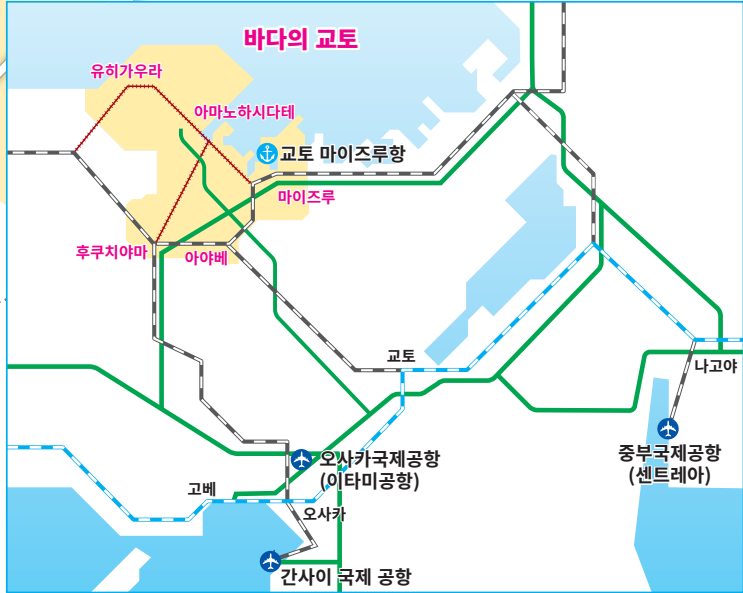 바다의 교토
유히가우라
아마노하시다테
교토 마이즈루항
마이즈루
후쿠치야마
아야베
교토
나고야
오사카국제공항
(이타미공항)
중부국제공항
(센트레아)
고베
오사카
간사이 국제 공항